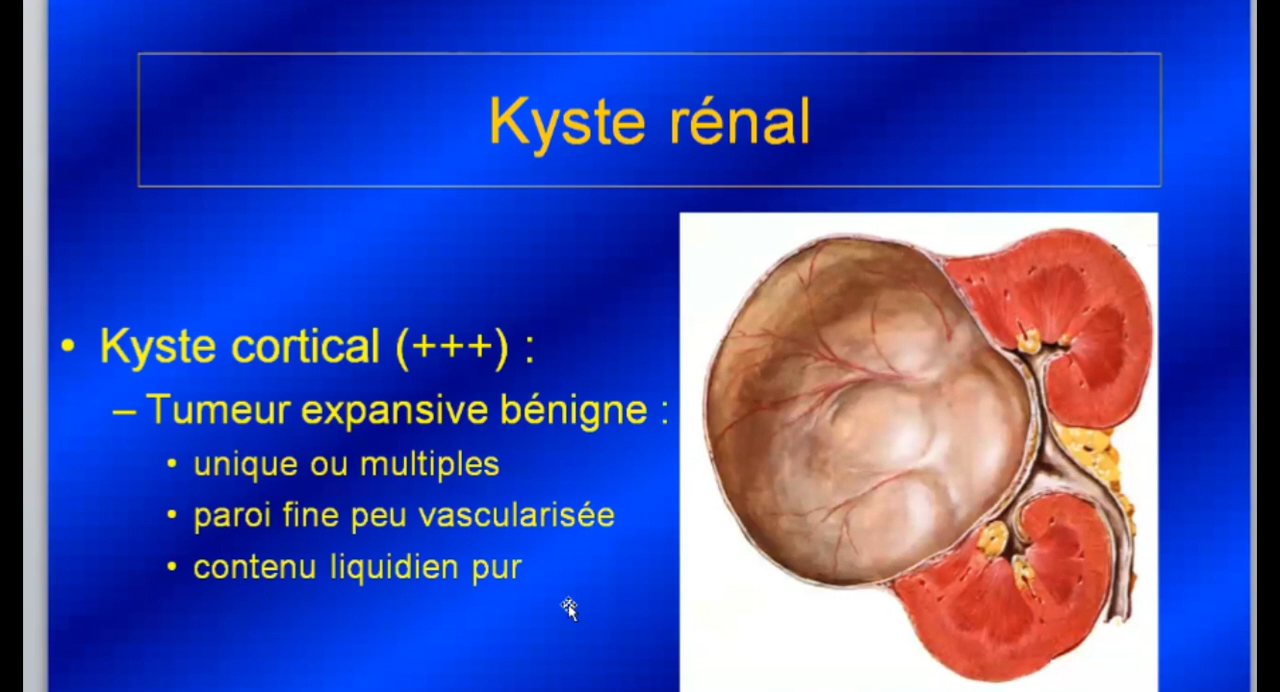 Kyste rénal
• Kyste cortical (+++) :
– Tumeur expansive bénigne :
• unique ou multiples
• paroi fine peu vascularisée
• contenu liquidien pur